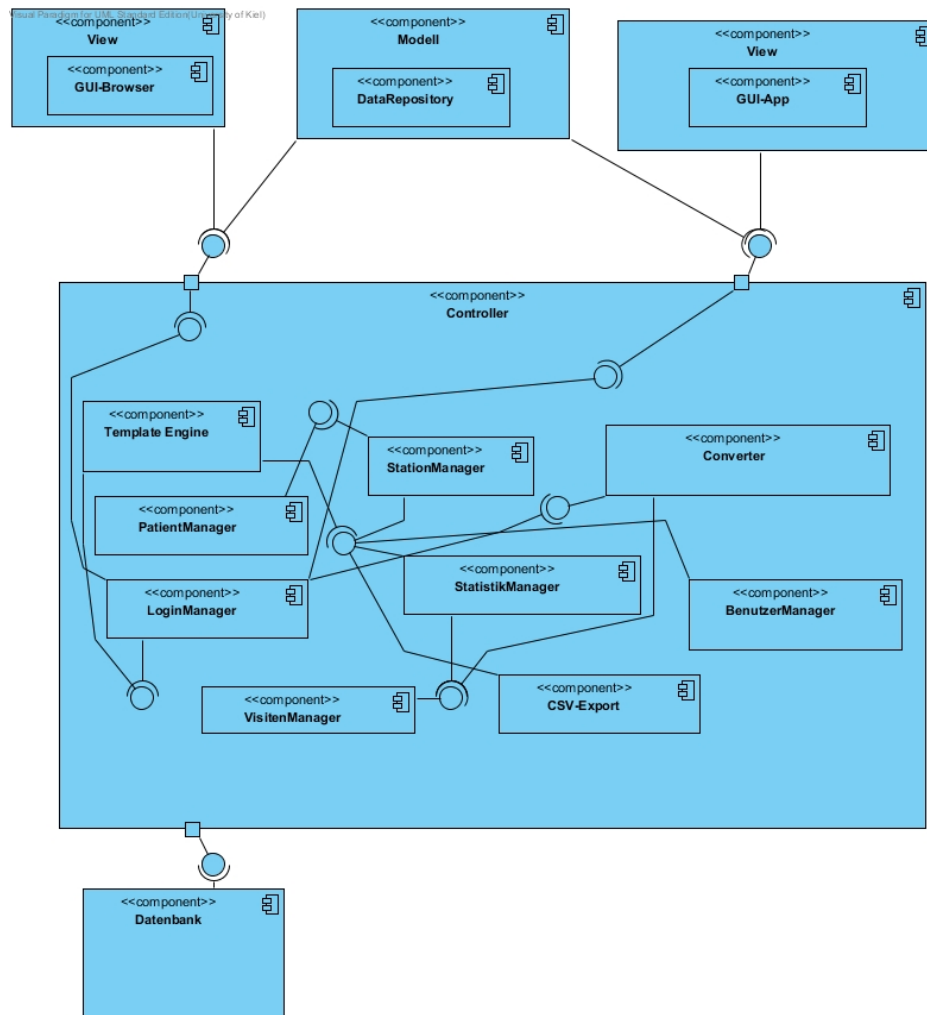 Visual Paradigm for UML Standard Edition(University of Kiel)
<<component>>
View
<<component>>
GUI-Browser
<<component>>
Modell
<<component>>
DataRepository
<<component>>
View
<<component>>
GUI-App
<<component>>
Controller
<<component>>
Template Engine
<<component>>
StationManager
<<component>>
Converter
<<component>>
PatientManager
<<component>>
StatistikManager
<<component>>
LoginManager
<<component>>
BenutzerManager
<<component>>
VisitenManager
<<component>>
CSV-Export
<<component>>
Datenbank